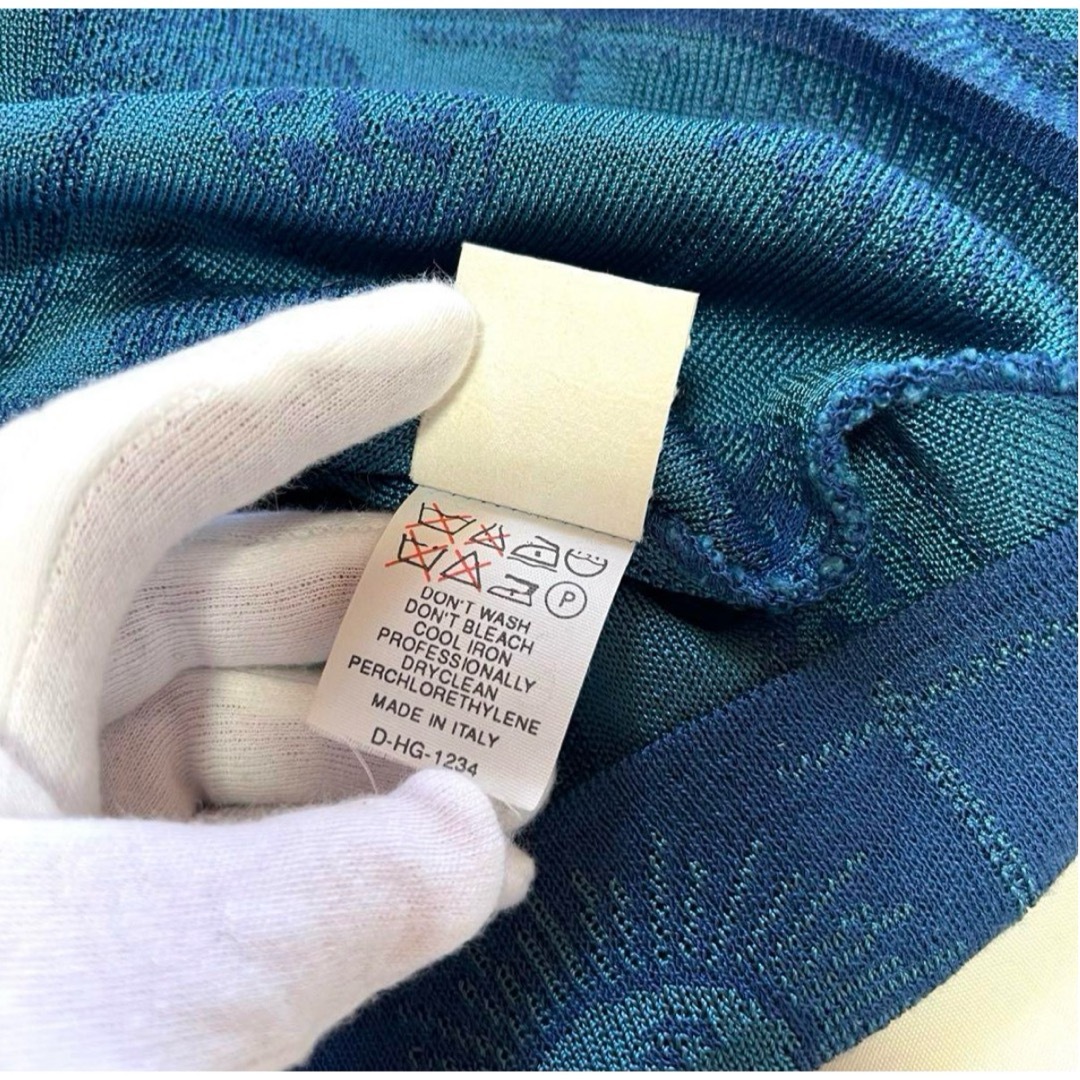 P
DON'T WASH
DON'T BLEACH
COOL IRON
PROFESSIONALLY
DRYCLEAN
PERCHLORETHYLENE
MADE IN ITALY
D-HG-1234